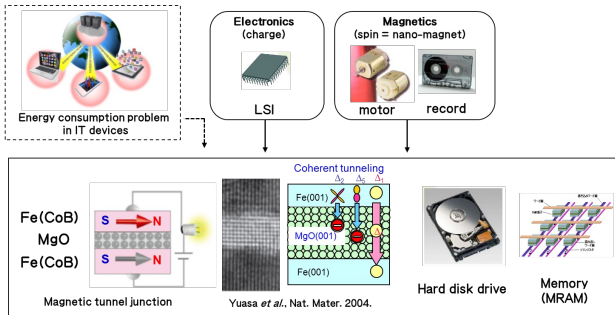 Electronics
(charge)
LSI
Magnetics
(spin = nano-magnet)
motor
record
Energy consumption problem
in IT devices
Fe(CoB)
MgO
Fe(CoB)
S
N
S
N
Magnetic tunnel junction
Coherent tunneling
Δ2
Δ5
Δ1
Fe(001)
MgO(001)
Fe(001)
Yuasa et al., Nat. Mater. 2004.
Hard disk drive
Memory
(MRAM)